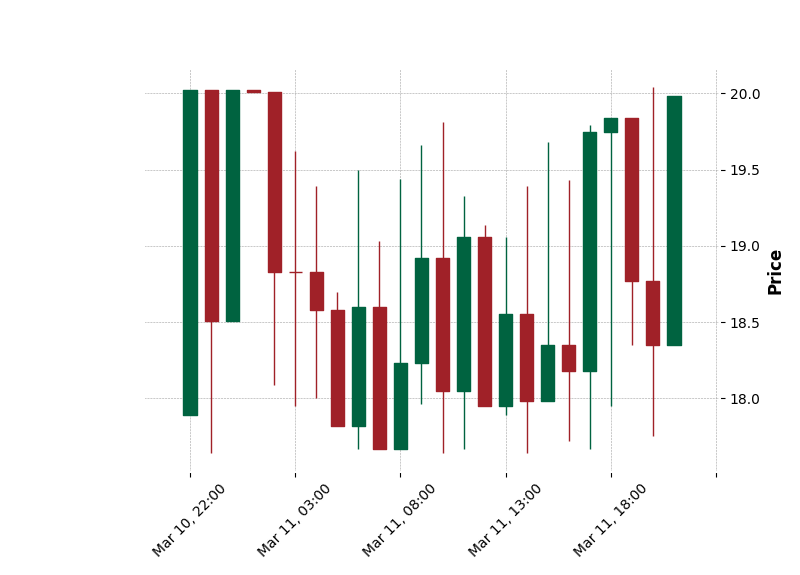 20.0
19.5
19.0
18.5
18.0
Price
Mar 10, 22:00
Mar 11, 03:00
Mar 11, 08:00
Mar 11, 13:00
Mar 11, 18:00